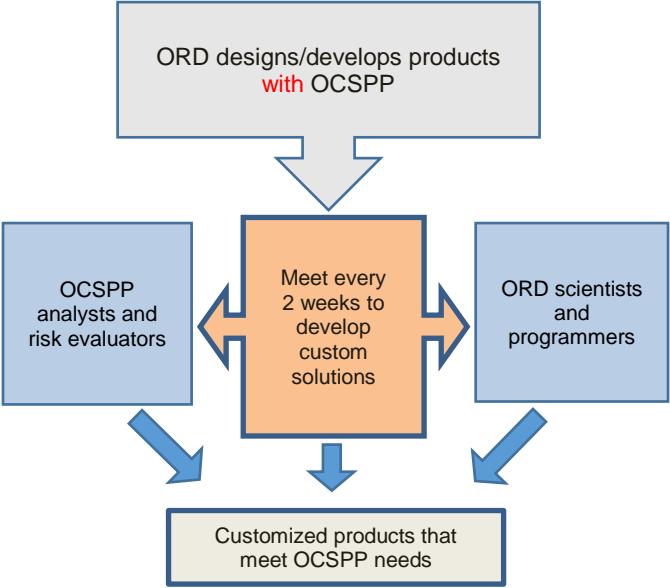 ORD designs/develops products
with OCSPP
OCSPP
analysts and
risk evaluators
Meet every
2 weeks to
develop
custom
solutions
ORD scientists
and
programmers
Customized products that
meet OCSPP needs